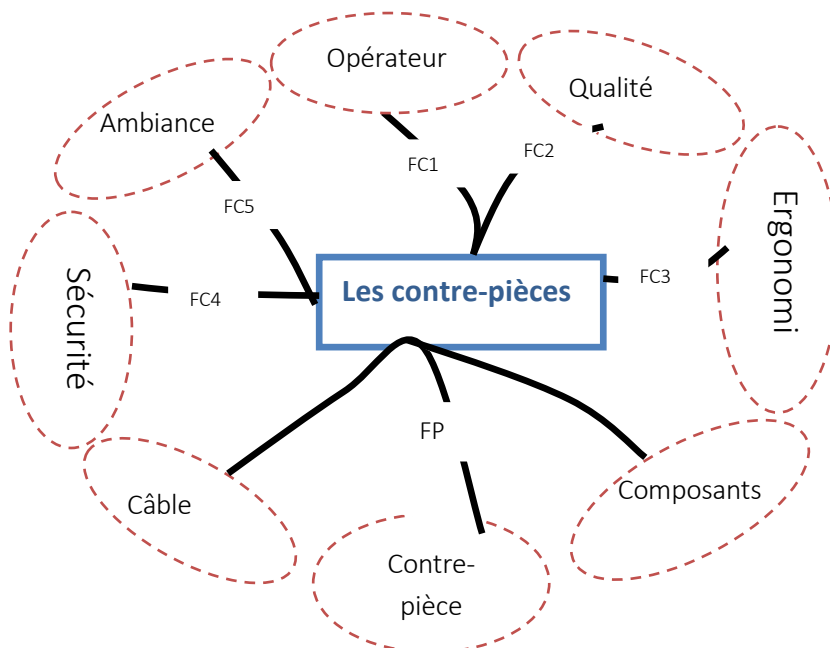 Opérateur
Qualité
Ambiance
FC1
FC2
FC5
Ergonomi
Sécurité
FC4
Les contre-pièces
FC3
FP
Câble
Composants
Contre-
pièce